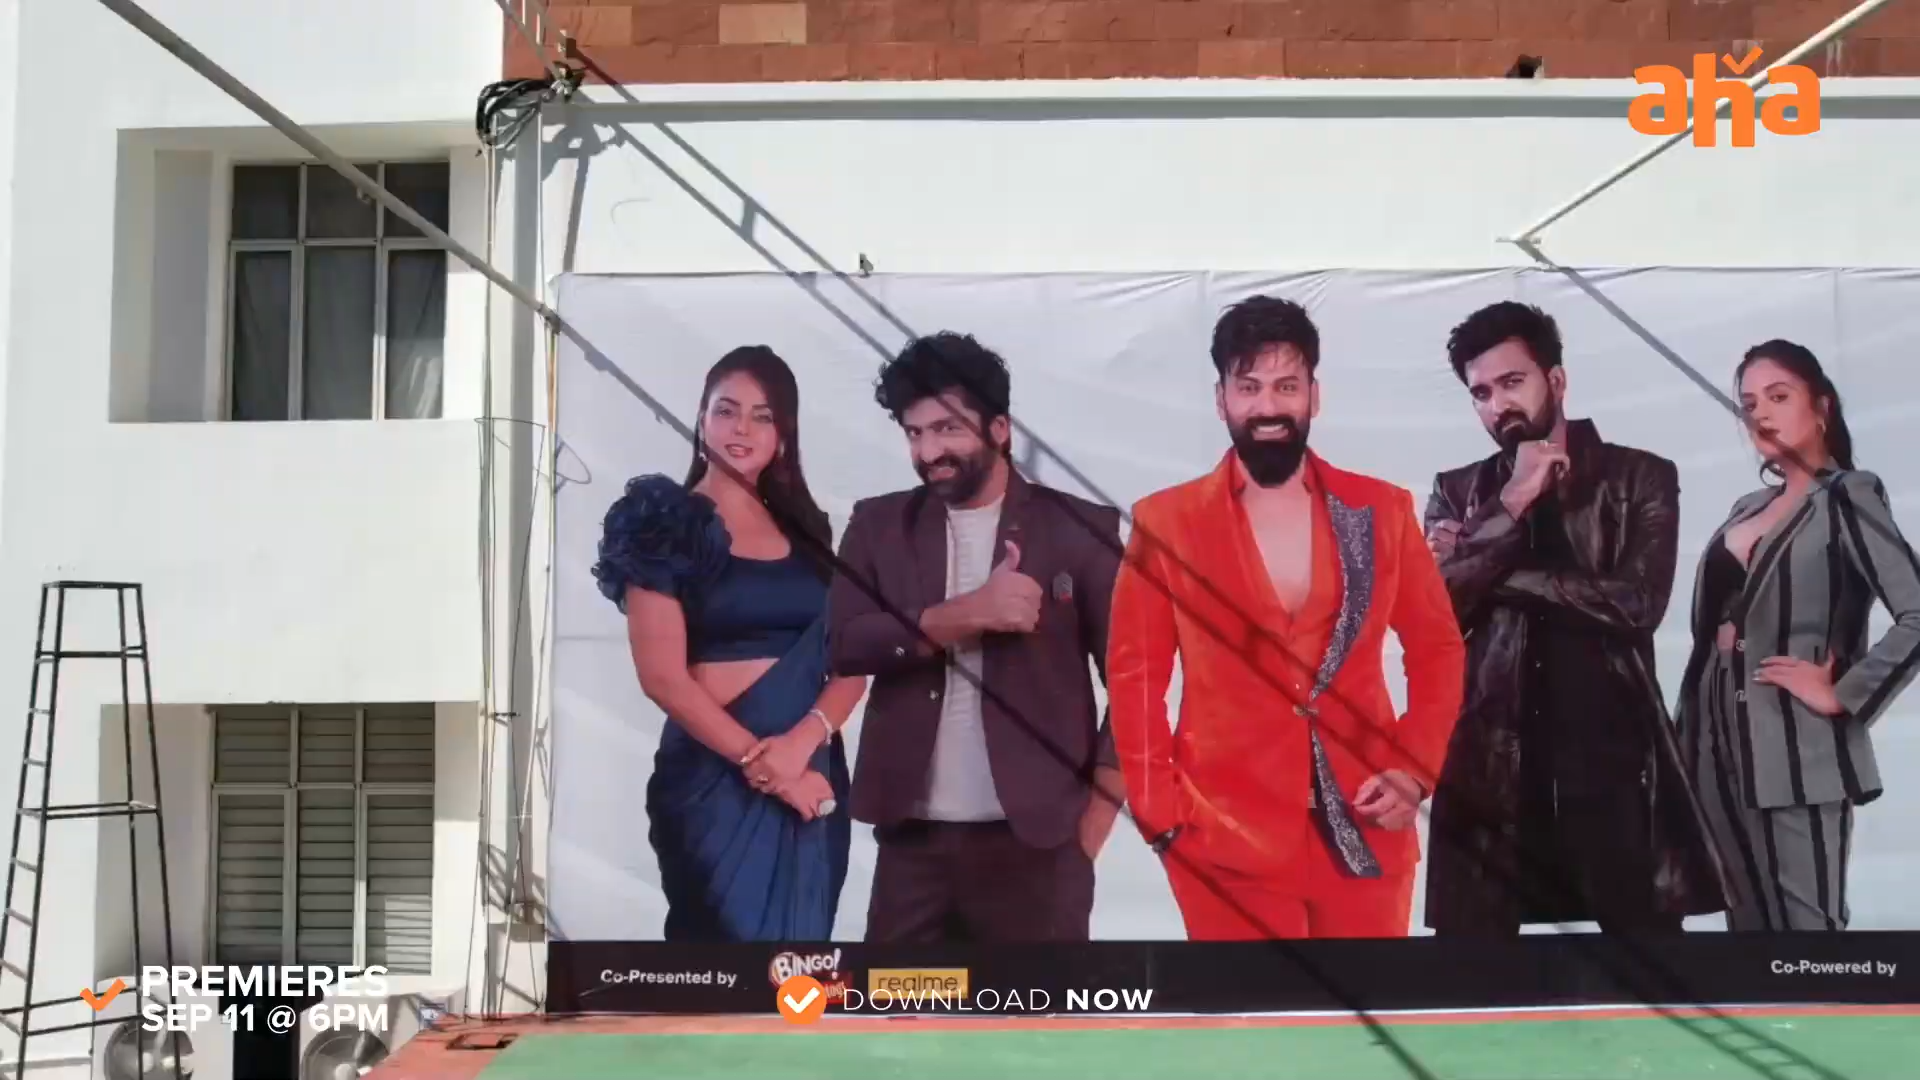 aha
Co-Presented by
BINGO!
realme
Co-Powered by
PREMIERES
SEP 11 @ 6PM
DOWNLOAD NOW